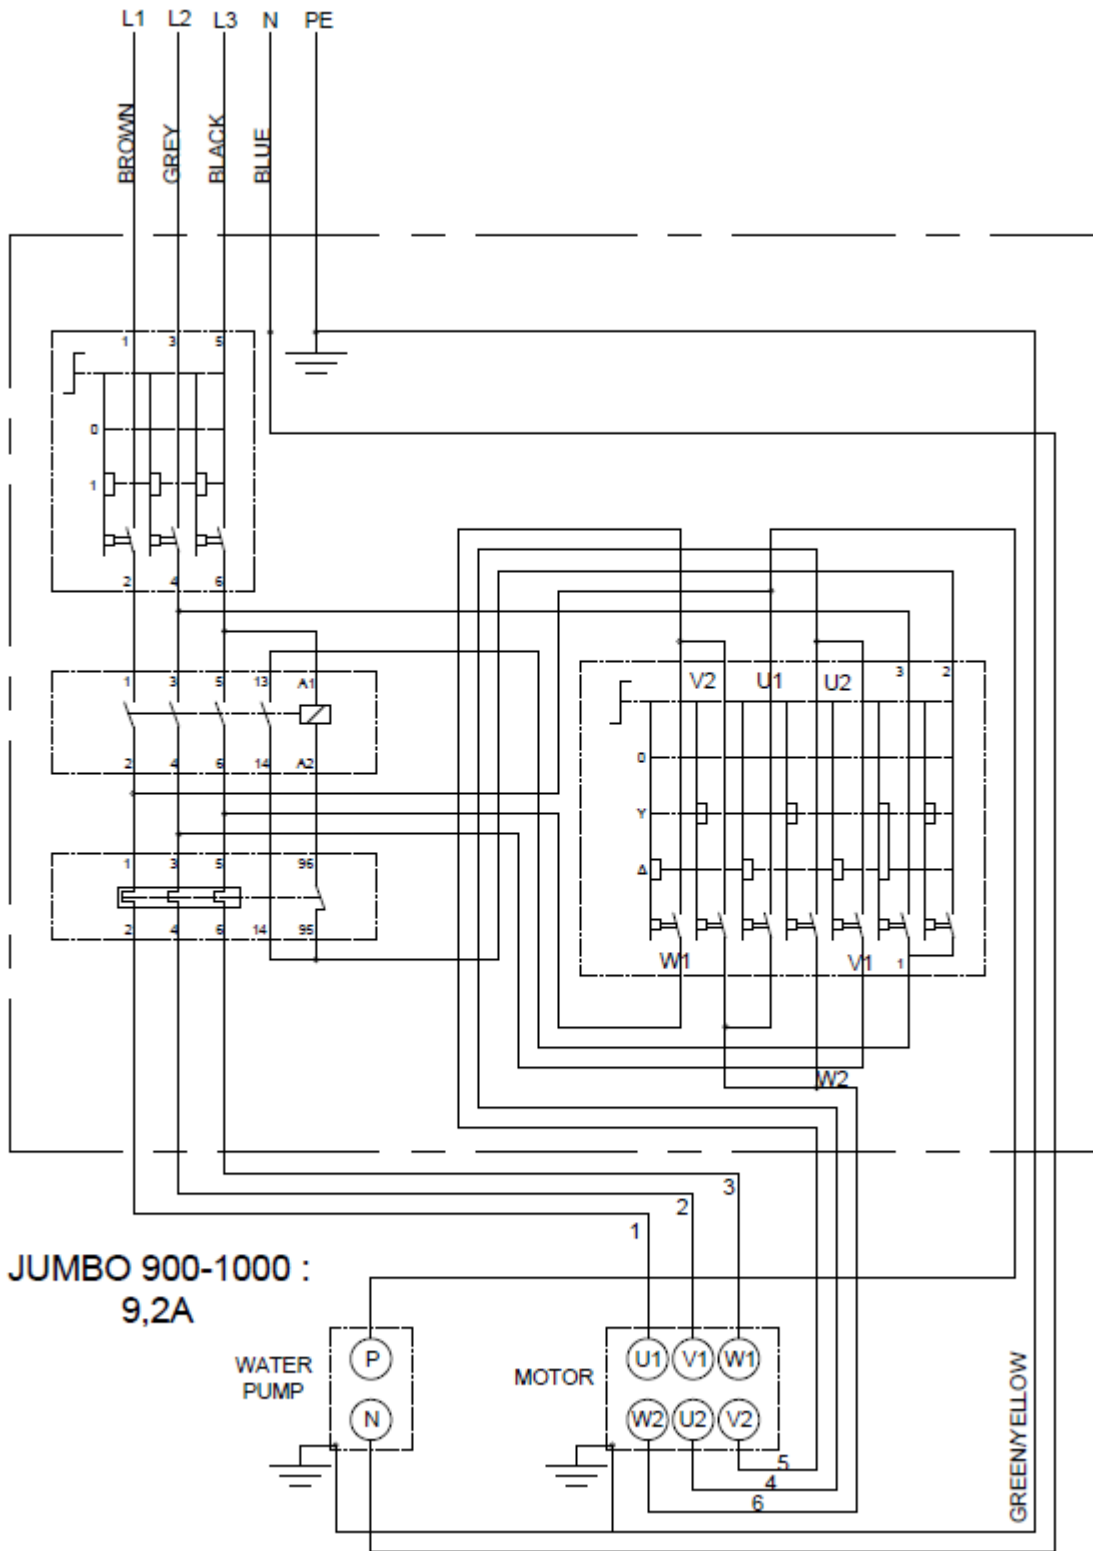 L1 L2 L3 N PE
BROWN
GREY
BLACK
BLUE
1 3 5
0
1
2 4 6
1 3 5 13 A1
2 4 6 14 A2
1 3 5 96
2 4 6 14 95
V2 U1 U2 3 2
0
Y
Δ
W1 V1 1
W2
1 2 3
JUMBO 900-1000 :
9,2A
WATER
PUMP
P
N
MOTOR
U1 V1 W1
W2 U2 V2
5
4
6
GREEN/YELLOW